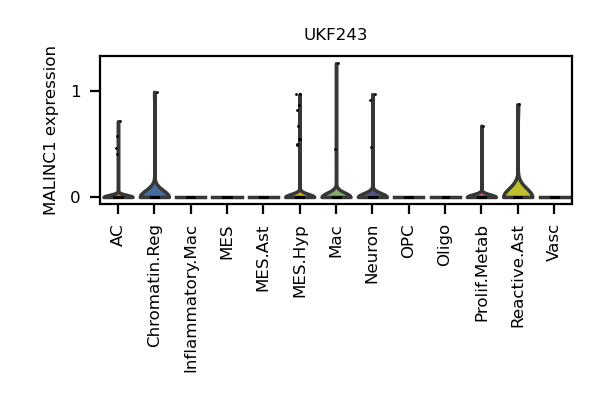 UKF243
MALINC1 expression
1
0
AC
Chromatin.Reg
Inflammatory.Mac
MES
MES.Ast
MES.Hyp
Mac
Neuron
OPC
Oligo
Prolif.Metab
Reactive.Ast
Vasc